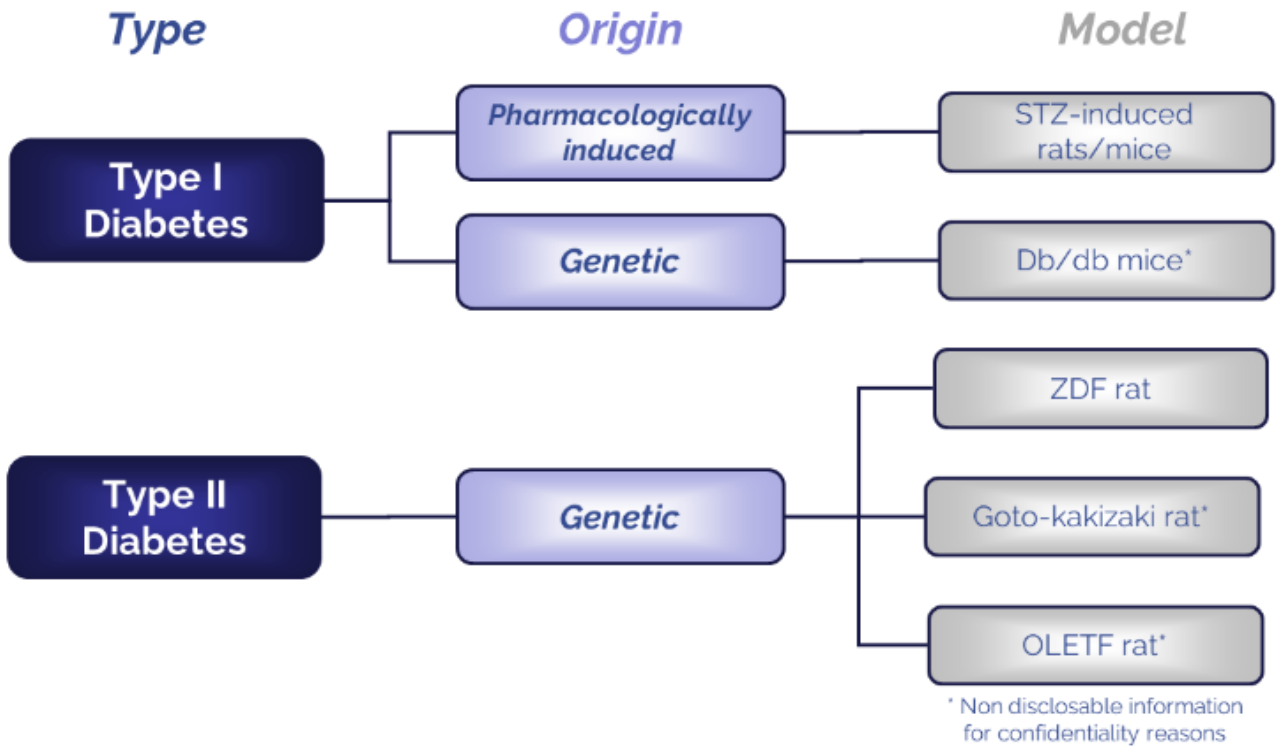 Type
Origin
Model
Type I
Diabetes
Pharmacologically
induced
STZ-induced
rats/mice
Genetic
Db/db mice*
Type II
Diabetes
Genetic
ZDF rat
Goto-kakizaki rat*
OLETF rat*
* Non disclosable information
for confidentiality reasons